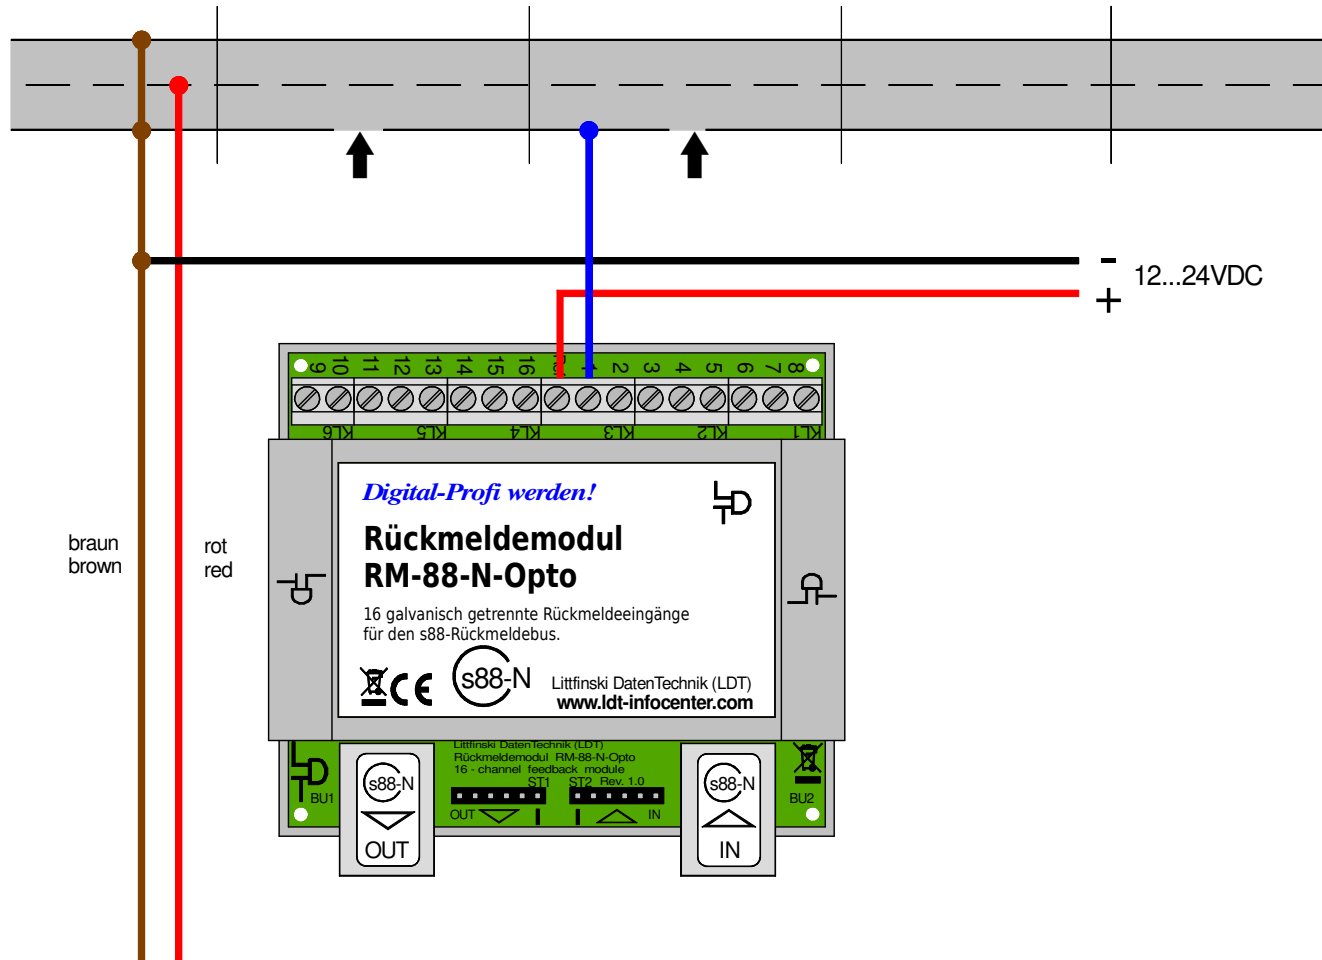 -
12...24VDC
+
9 10 11 12 13 14 15 16 1 2 3 4 5 6 7 8
KL6 KL5 KL4 KL3 KL2 KL1
Digital-Profi werden!
Rückmeldemodul
RM-88-N-Opto
16 galvanisch getrennte Rückmeldeeingänge
für den s88-Rückmeldebus.
CE
s88-N
Littfinski DatenTechnik (LDT)
www.ldt-infocenter.com
braun
brown
rot
red
Littfinski DatenTechnik (LDT)
Rückmeldemodul RM-88-N-Opto
16 - channel feedback module
ST1 ST2 Rev. 1.0
BU1
s88-N
OUT
OUT
IN
s88-N
IN
BU2